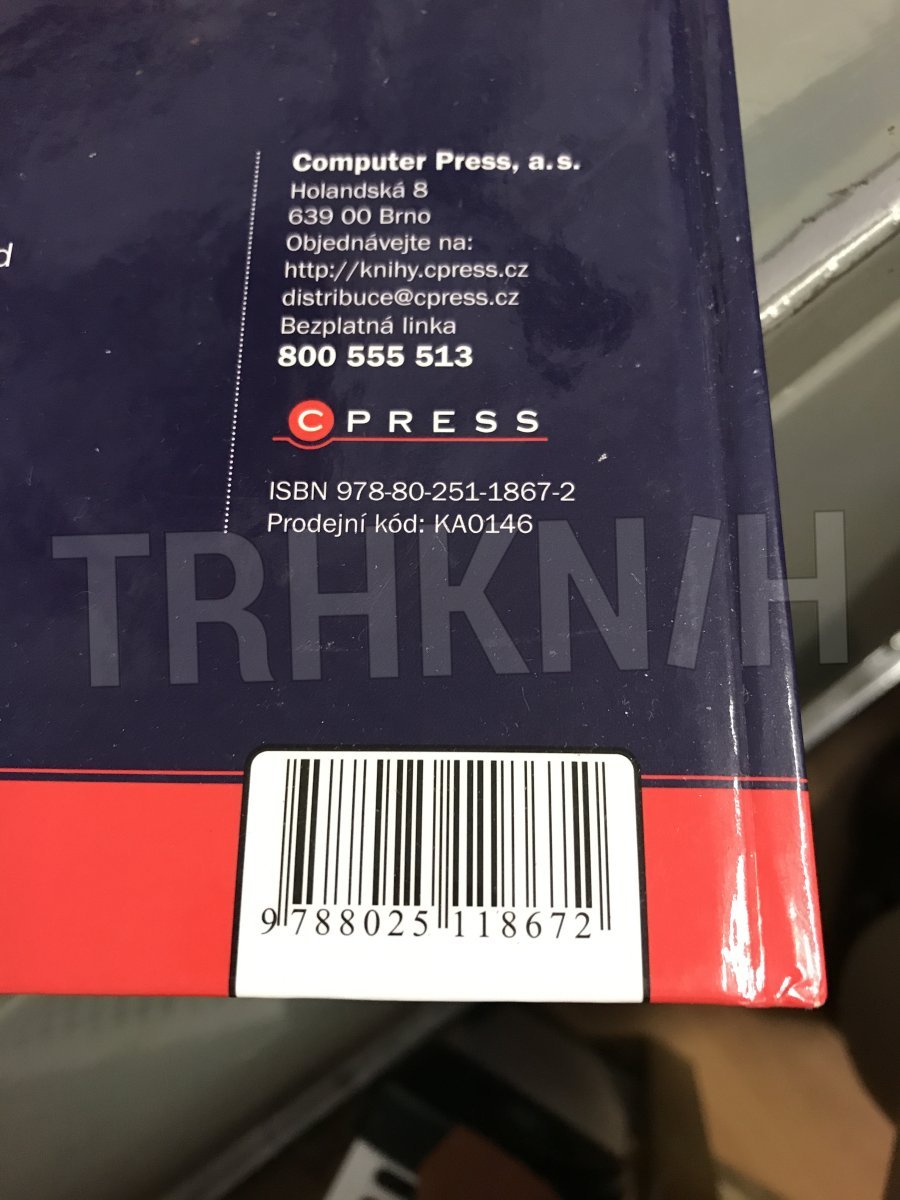 Computer Press, a.s.
Holandská 8
639 00 Brno
Objednávejte na:
http://knihy.cpress.cz
distribuce@cpress.cz
Bezplatná linka
800 555 513
d
CPRESS
ISBN 978-80-251-1867-2
Prodejní kód: KA0146
TRHKNIH
9 788025 118672